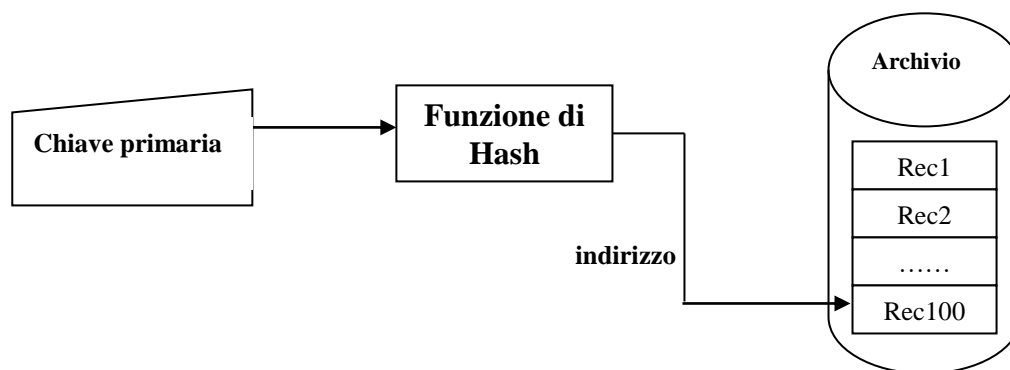 Archivio
Chiave primaria
Funzione di
Hash
Rec1
Rec2
indirizzo
……
Rec100